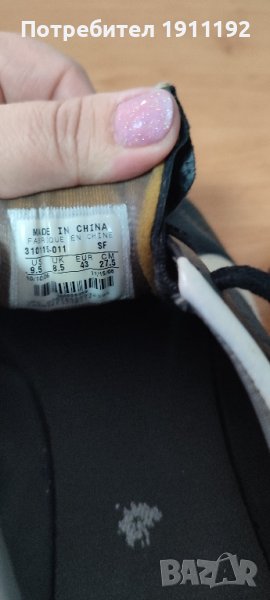 Потребител 1911192
MADE IN CHINA
FABRIQUE EN CHINE
310115-011 SF
US UK EUR CM
9.5 8.5 43 27.5
BAZAR